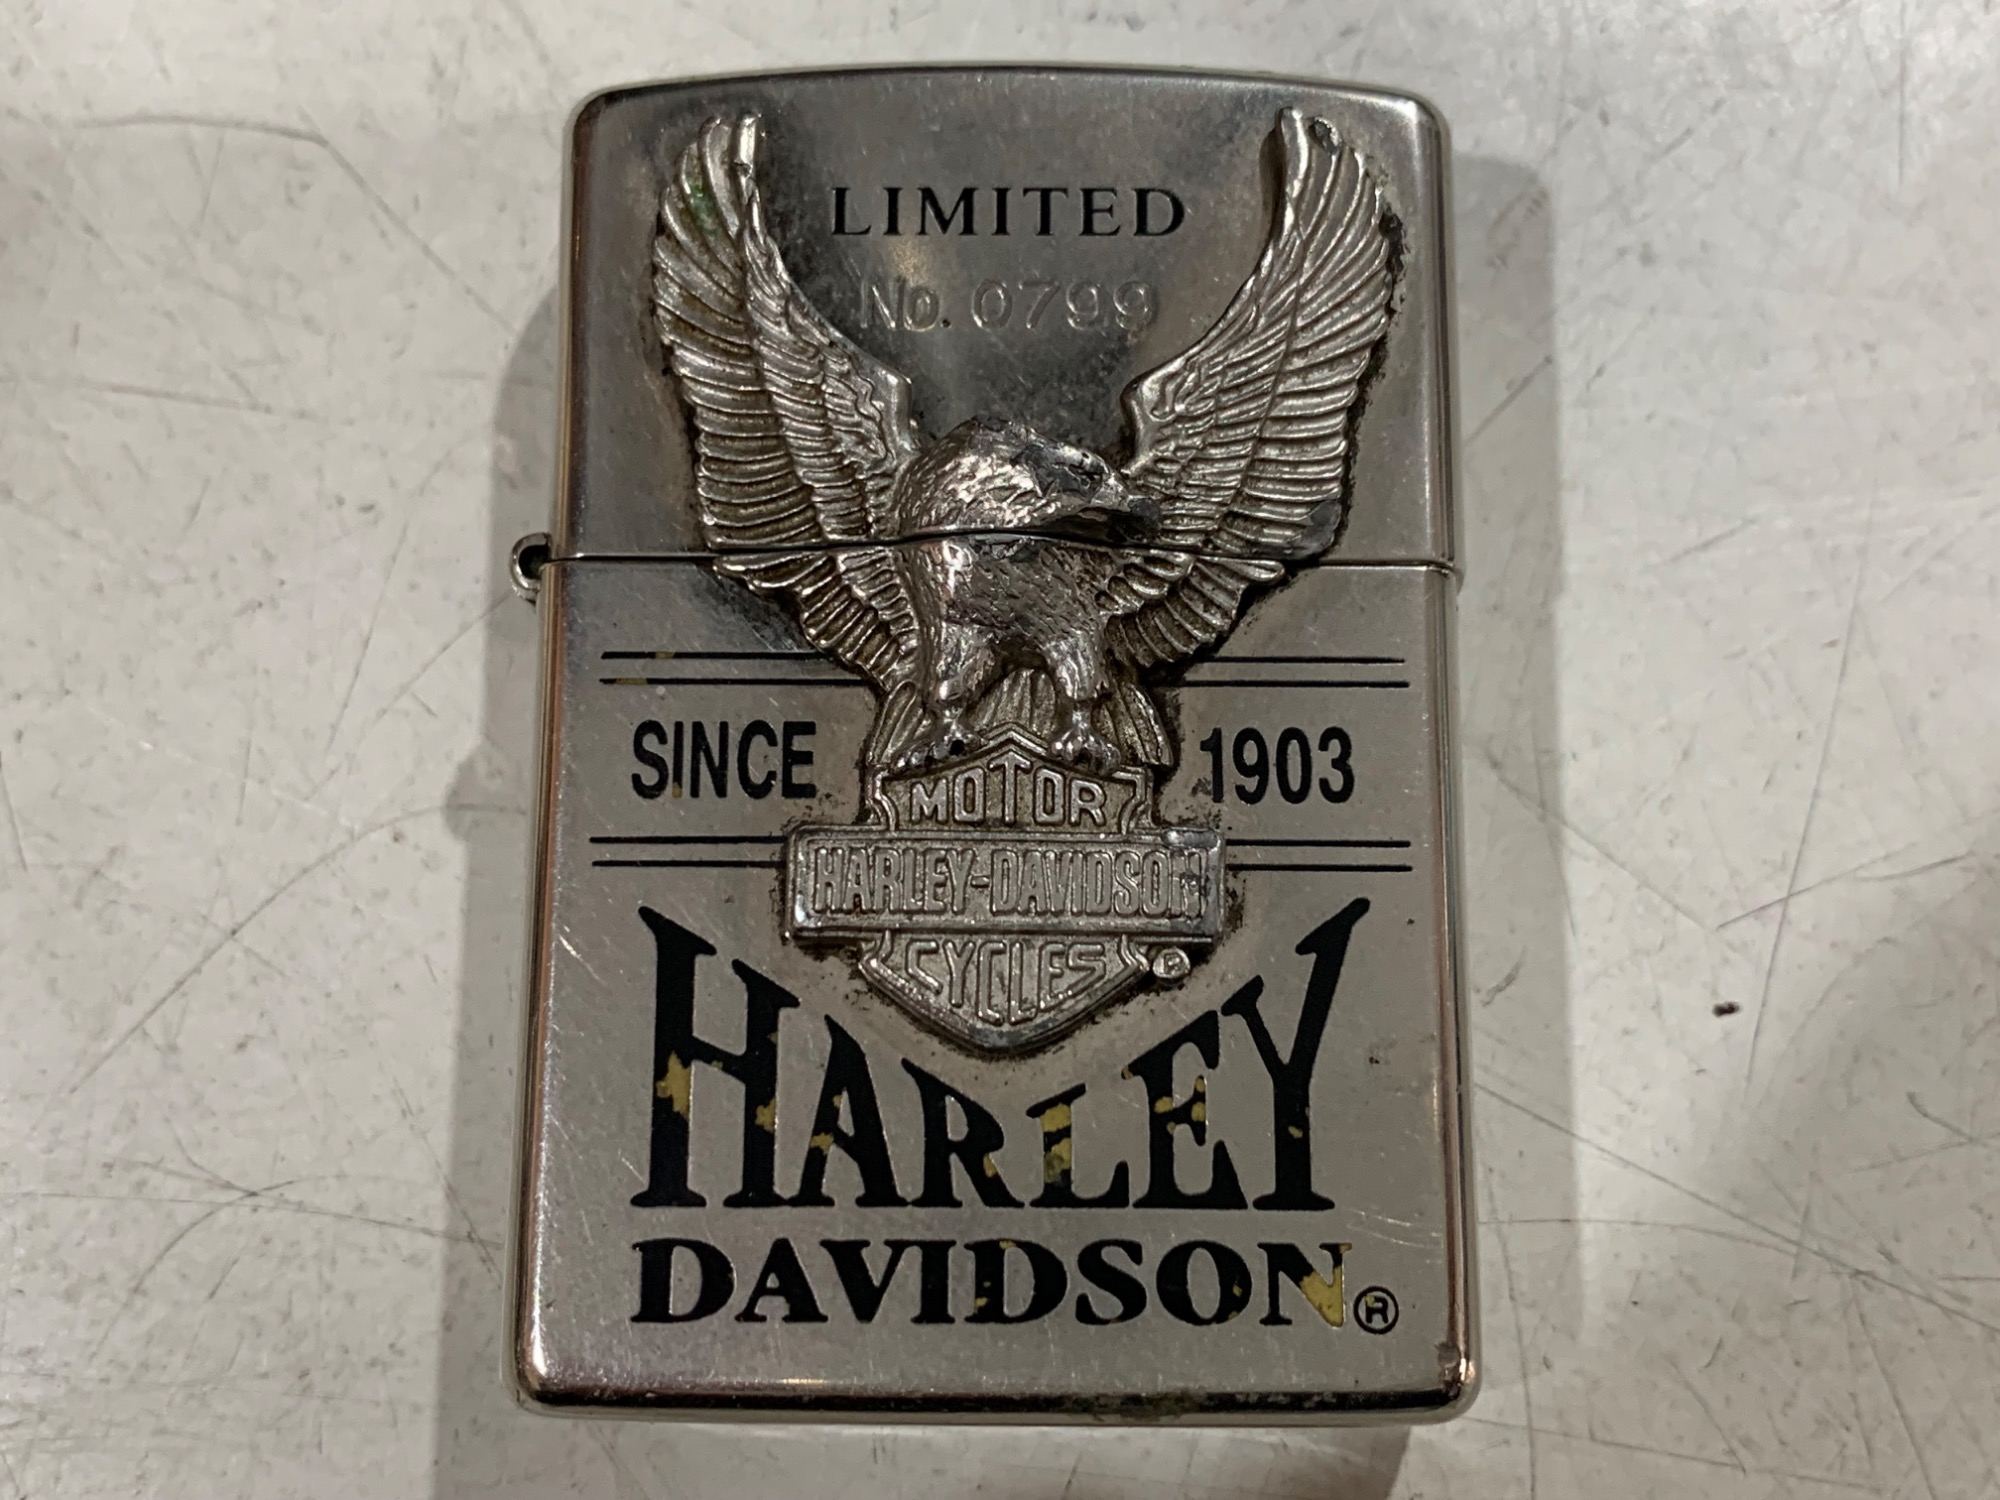 LIMITED
No. 0799
SINCE 1903
MOTOR
HARLEY-DAVIDSON
CYCLES ®
HARLEY
DAVIDSON ®